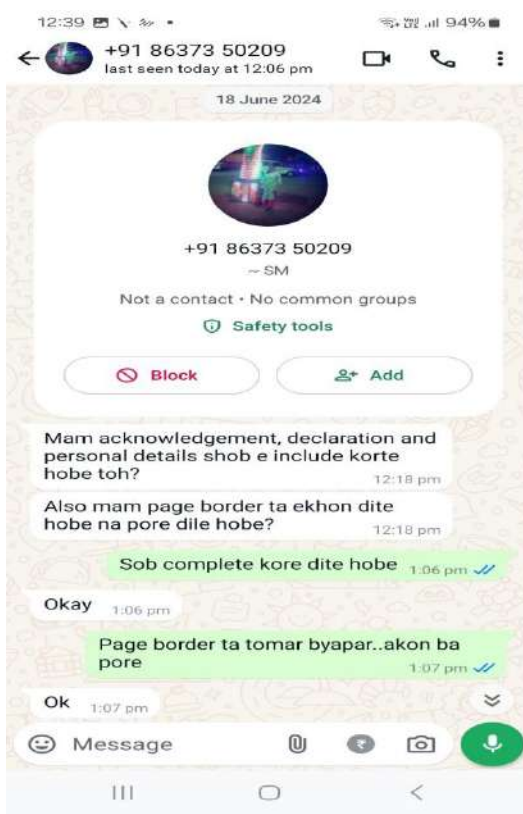 12:39
94%
+91 86373 50209
last seen today at 12:06 pm
18 June 2024
+91 86373 50209
~ SM
Not a contact • No common groups
Safety tools
Block
Add
Mam acknowledgement, declaration and
personal details shob e include korte
hobe toh?
12:18 pm
Also mam page border ta ekhon dite
hobe na pore dile hobe?
12:18 pm
Sob complete kore dite hobe 1:06 pm
Okay 1:06 pm
Page border ta tomar byapar..akon ba
pore
1:07 pm
Ok 1:07 pm
Message